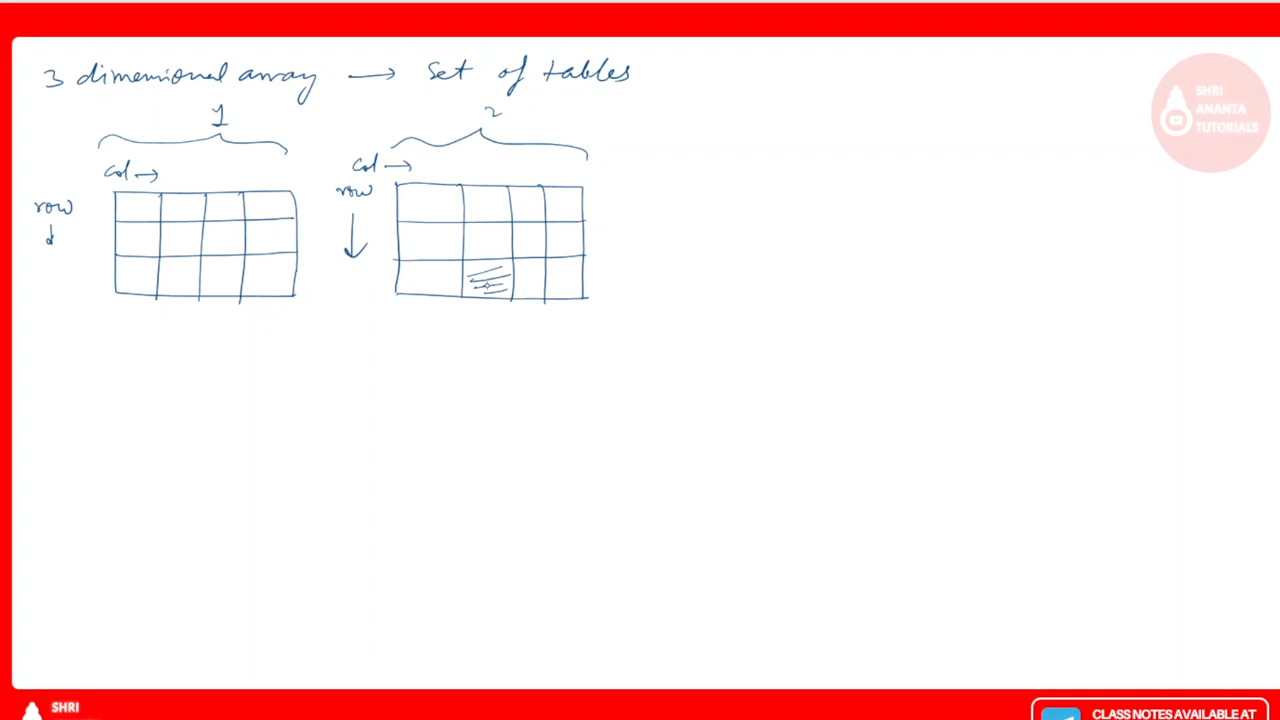 3 dimensional array → set of tables
1
2
col →
col →
row
↓
row
↓
SHRI
ANANTA
TUTORIALS
SHRI
CLASS NOTES AVAILABLE AT